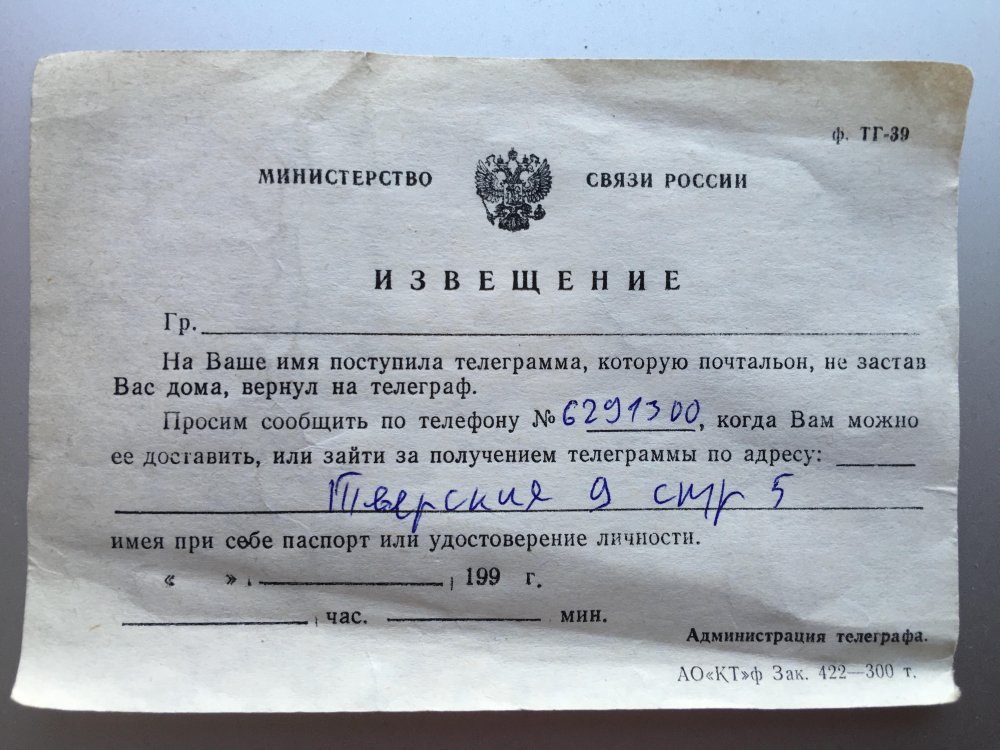 ф. ТГ-39
МИНИСТЕРСТВО СВЯЗИ РОССИИ
ИЗВЕЩЕНИЕ
Гр.
На Ваше имя поступила телеграмма, которую почтальон, не застав
Вас дома, вернул на телеграф.
Просим сообщить по телефону № 6291300, когда Вам можно
ее доставить, или зайти за получением телеграммы по адресу:
9 стр 5
имея при себе паспорт или удостоверение личности.
« » 199 г.
час. мин.
Администрация телеграфа.
АО«КТ»ф Зак. 422—300 т.